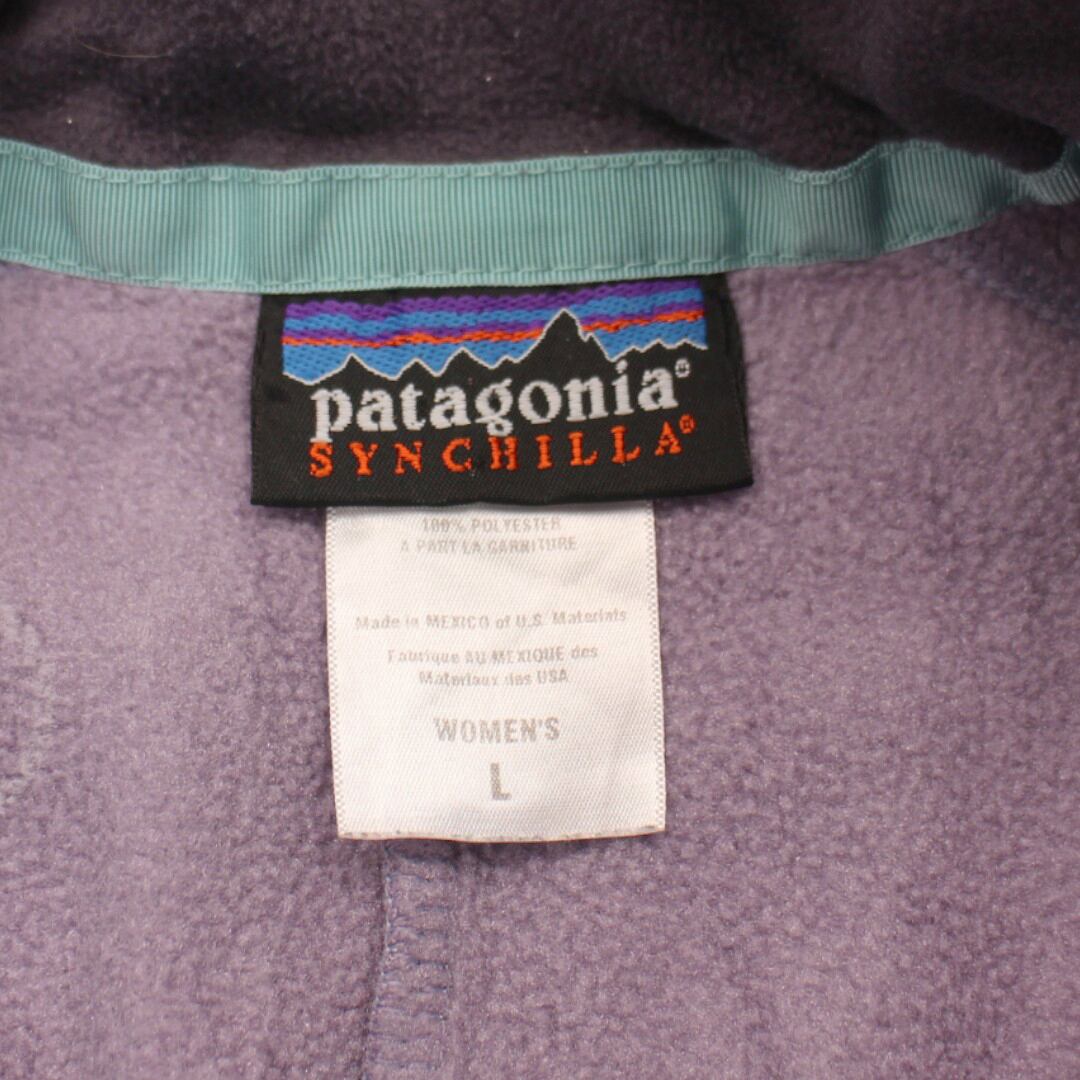 patagonia®
SYNCHILLA®
100% POLYESTER
A PART LA GARNITURE
Made in MEXICO of U.S. Materials
Fabrique AU MEXIQUE des
Materiaux des USA
WOMEN'S
L